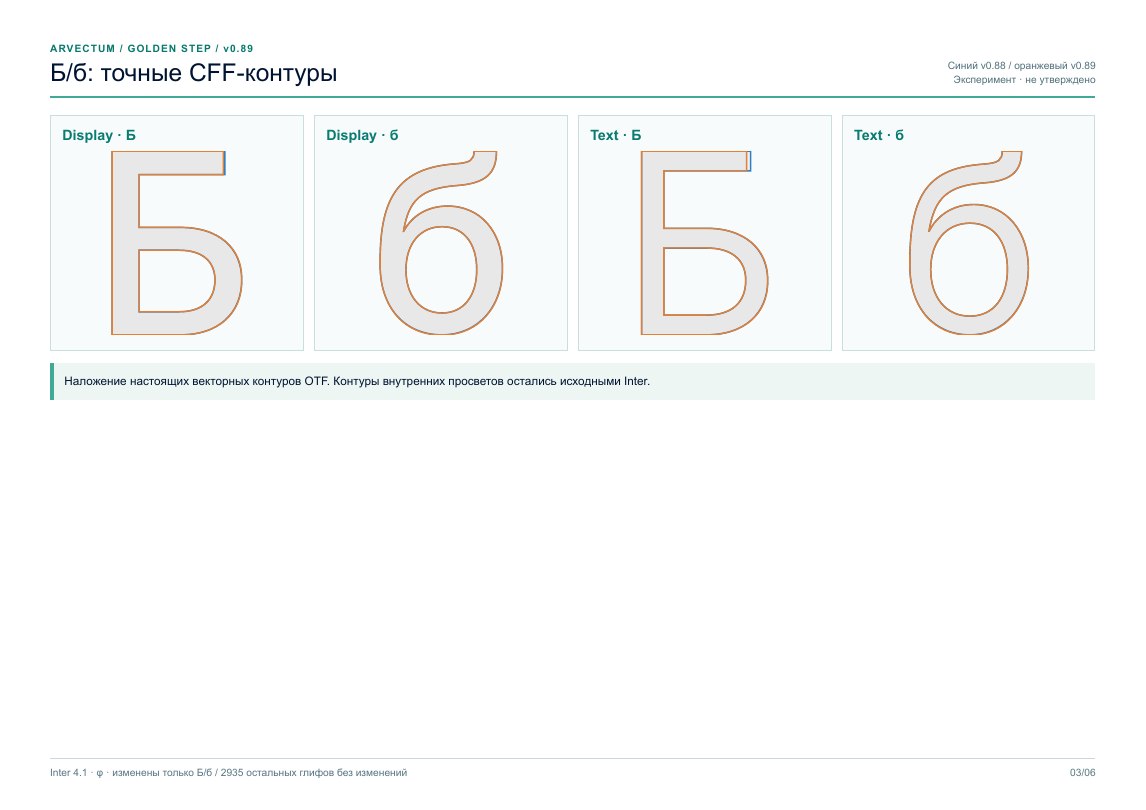 ARVECTUM / GOLDEN STEP / v0.89
Б/б: точные CFF-контуры
Синий v0.88 / оранжевый v0.89
Эксперимент · не утверждено
Display · Б
Display · б
Text · Б
Text · б
Б
б
Б
б
Наложение настоящих векторных контуров OTF. Контуры внутренних просветов остались исходными Inter.
Inter 4.1 · φ · изменены только Б/б / 2935 остальных глифов без изменений
03/06